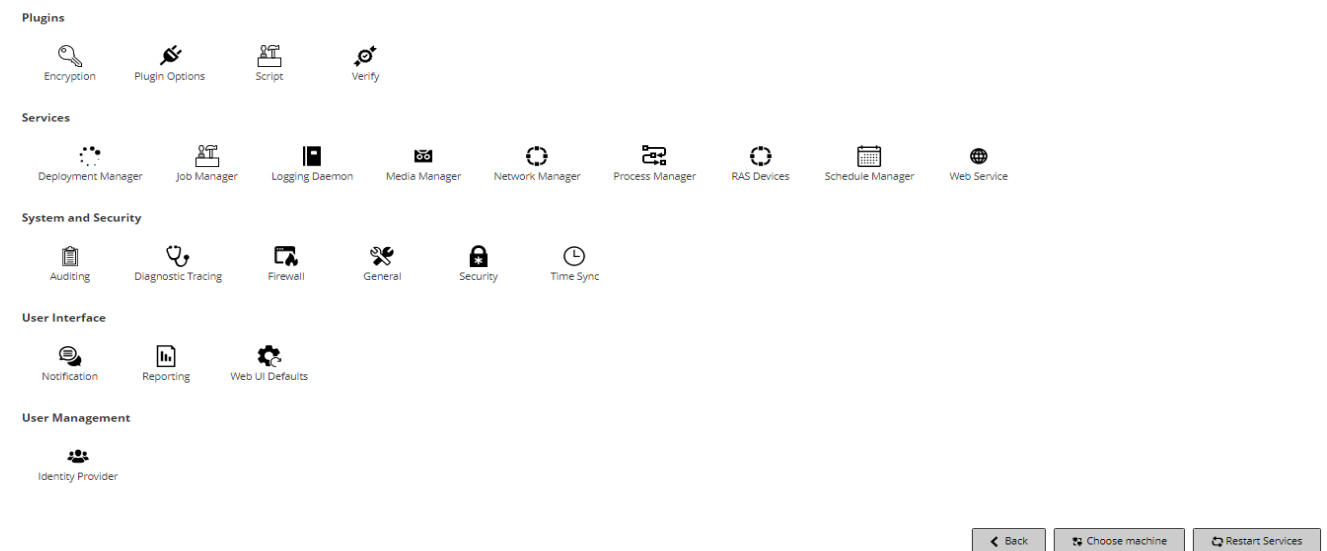 Plugins
Encryption Plugin Options Script Verify
Services
Deployment Manager Job Manager Logging Daemon Media Manager Network Manager Process Manager RAS Devices Schedule Manager Web Service
System and Security
Auditing Diagnostic Tracing Firewall General Security Time Sync
User Interface
Notification Reporting Web UI Defaults
User Management
Identity Provider
Back Choose machine Restart Services